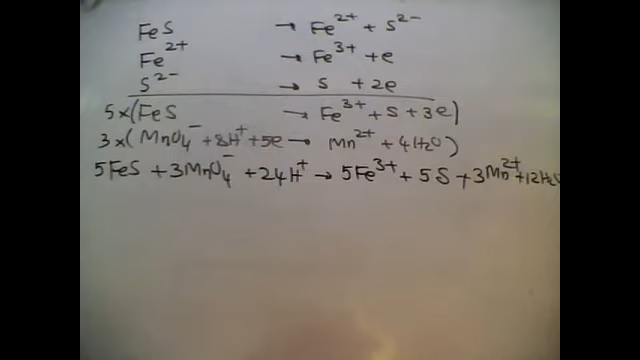 FeS → Fe²⁺ + S²⁻
Fe²⁺ → Fe³⁺ + e
S²⁻ → S + 2e
5×(FeS → Fe³⁺ + S + 3e)
3×(MnO₄⁻ + 8H⁺ + 5e → Mn²⁺ + 4H₂O)
5FeS + 3MnO₄⁻ + 24H⁺ → 5Fe³⁺ + 5S + 3Mn²⁺ + 12H₂O